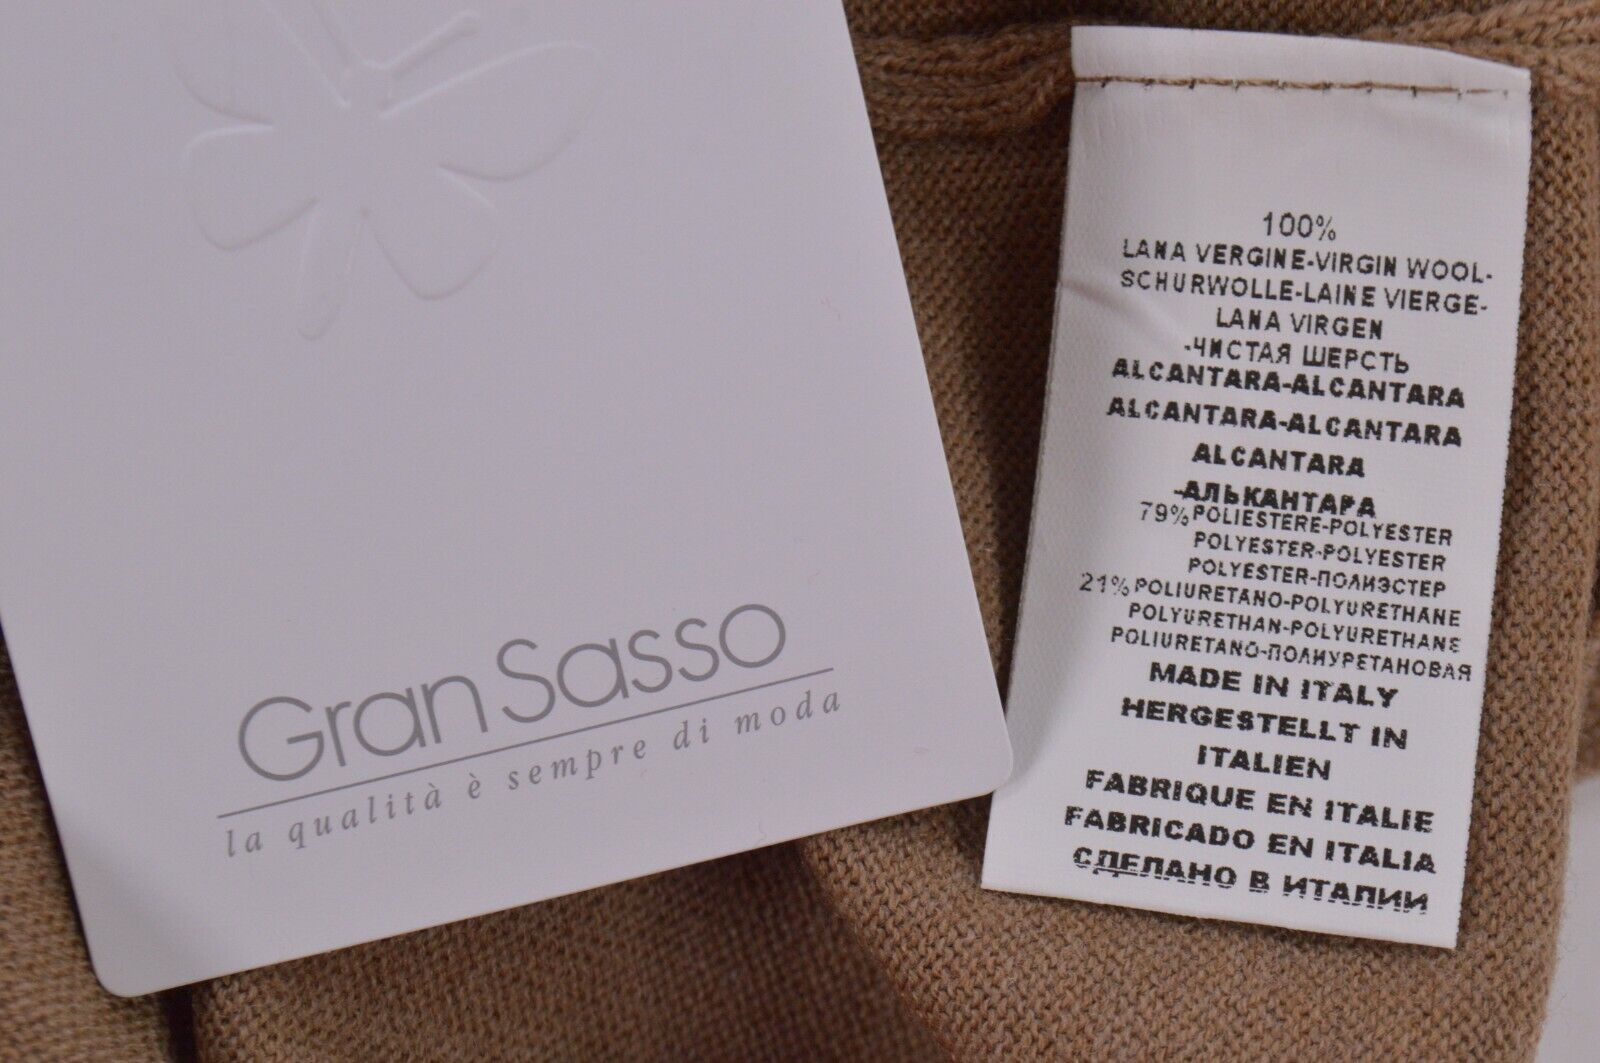 Gran Sasso
la qualità è sempre di moda
100%
LANA VERGINE-VIRGIN WOOL-
SCHURWOLLE-LAINE VIERGE-
LANA VIRGEN
-ЧИСТАЯ ШЕРСТЬ
ALCANTARA-ALCANTARA
ALCANTARA-ALCANTARA
ALCANTARA
-АЛЬКАНТАРА
79% POLIESTERE-POLYESTER
POLYESTER-POLYESTER
POLYESTER-ПОЛИЭСТЕР
21% POLIURETANO-POLYURETHANE
POLYURETHAN-POLYURETHANE
POLIURETANO-ПОЛИУРЕТАНОВАЯ
MADE IN ITALY
HERGESTELLT IN
ITALIEN
FABRIQUE EN ITALIE
FABRICADO EN ITALIA
СДЕЛАНО В ИТАЛИИ